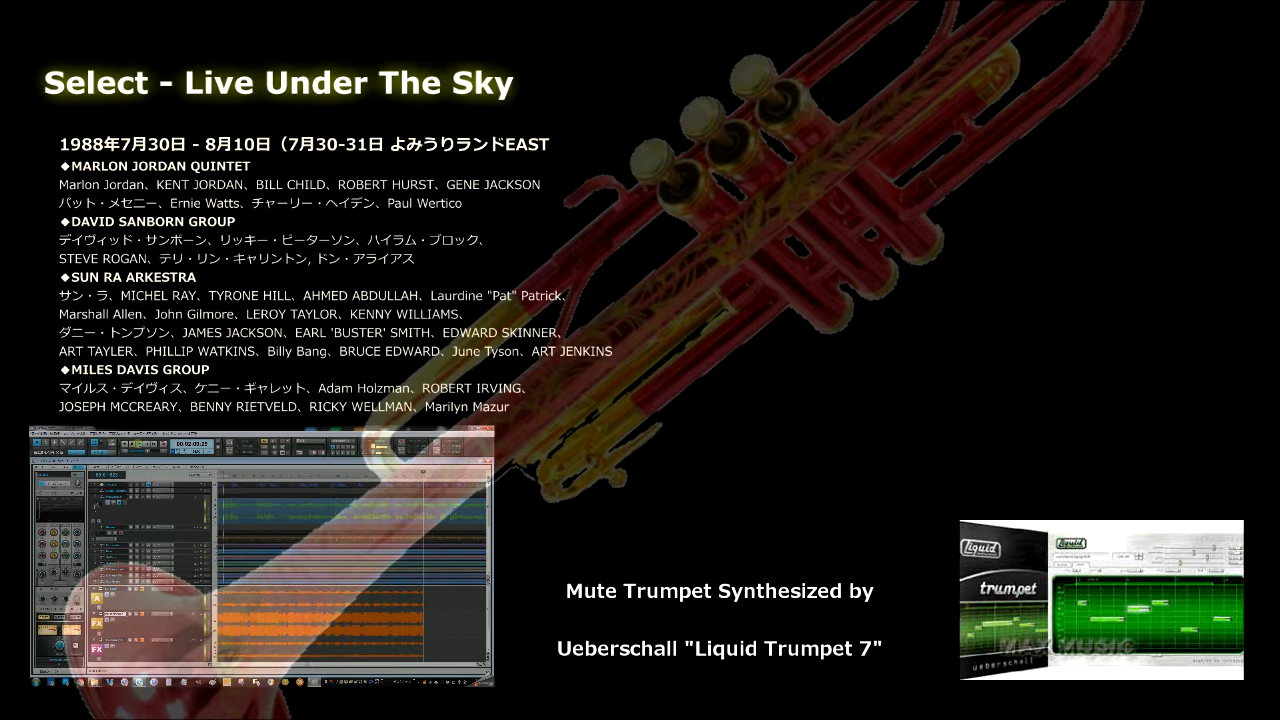 Select - Live Under The Sky
1988年7月30日 - 8月10日（7月30-31日 よみうりランドEAST
◆MARLON JORDAN QUINTET
Marlon Jordan、KENT JORDAN、BILL CHILD、ROBERT HURST、GENE JACKSON
パット・メセニー、Ernie Watts、チャーリー・ヘイデン、Paul Wertico
◆DAVID SANBORN GROUP
デイヴィッド・サンボーン、リッキー・ピーターソン、ハイラム・ブロック、
STEVE ROGAN、テリ・リン・キャリントン, ドン・アライアス
◆SUN RA ARKESTRA
サン・ラ、MICHEL RAY、TYRONE HILL、AHMED ABDULLAH、Laurdine "Pat" Patrick、
Marshall Allen、John Gilmore、LEROY TAYLOR、KENNY WILLIAMS、
ダニー・トンプソン、JAMES JACKSON、EARL 'BUSTER' SMITH、EDWARD SKINNER、
ART TAYLER、PHILLIP WATKINS、Billy Bang、BRUCE EDWARD、June Tyson、ART JENKINS
◆MILES DAVIS GROUP
マイルス・デイヴィス、ケニー・ギャレット、Adam Holzman、ROBERT IRVING、
JOSEPH MCCREARY、BENNY RIETVELD、RICKY WELLMAN、Marilyn Mazur
00:02:09:28
Mute Trumpet Synthesized by
Ueberschall "Liquid Trumpet 7"
Liquid
trumpet
ueberschall
Liquid
MAX MUSIC